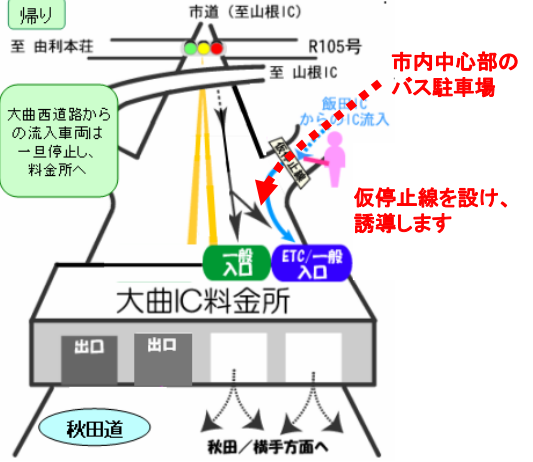 帰り
市道（至山根IC）
至 由利本荘
R105号
至 山根IC
市内中心部の
バス駐車場
大曲西道路から
の流入車両は
一旦停止し、
料金所へ
飯田IC
からのIC流入
仮停止線
仮停止線を設け、
誘導します
一般
入口
ETC/一般
入口
大曲IC料金所
出口
出口
秋田道
秋田／横手方面へ